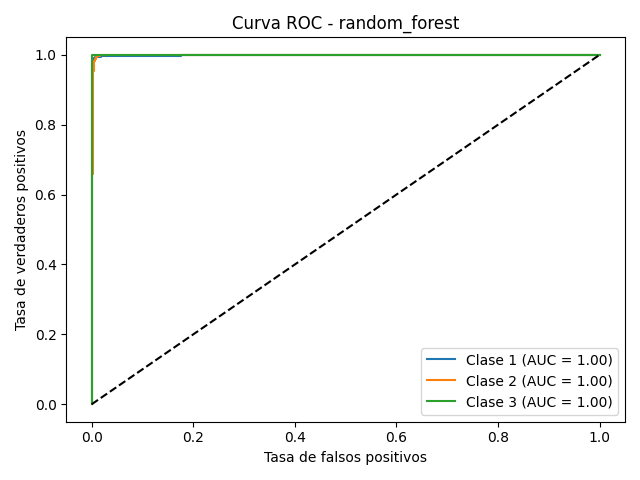 Curva ROC - random_forest
Tasa de verdaderos positivos
1.0
0.8
0.6
0.4
0.2
0.0
0.0 0.2 0.4 0.6 0.8 1.0
Tasa de falsos positivos
Clase 1 (AUC = 1.00)
Clase 2 (AUC = 1.00)
Clase 3 (AUC = 1.00)